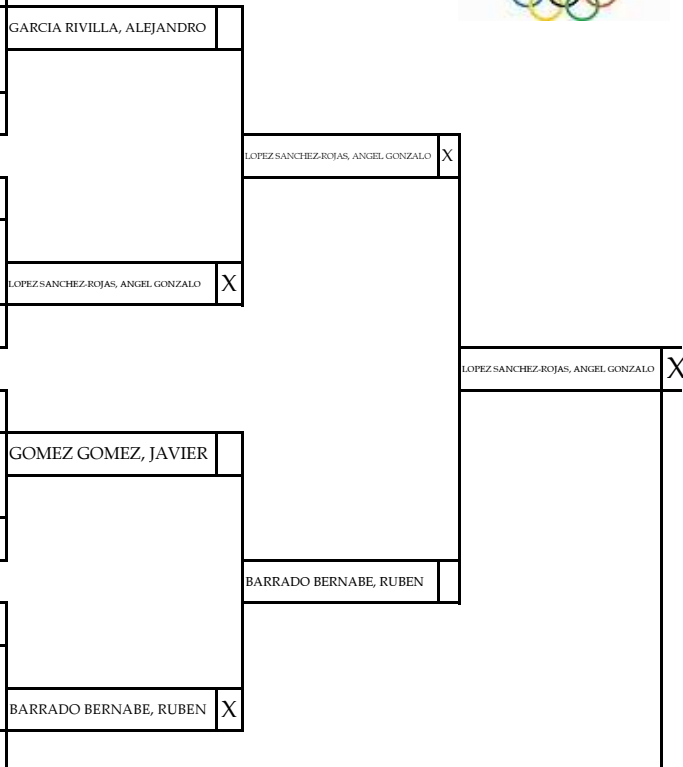 GARCIA RIVILLA, ALEJANDRO
LOPEZ SANCHEZ-ROJAS, ANGEL GONZALO X
LOPEZ SANCHEZ-ROJAS, ANGEL GONZALO X
LOPEZ SANCHEZ-ROJAS, ANGEL GONZALO X
GOMEZ GOMEZ, JAVIER
BARRADO BERNABE, RUBEN
BARRADO BERNABE, RUBEN X